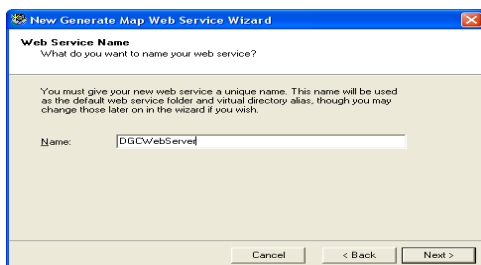 New Generate Map Web Service Wizard
Web Service Name
What do you want to name your web service?
You must give your new web service a unique name. This name will be used
as the default web service folder and virtual directory alias, though you may
change those later on in the wizard if you wish.
Name: DGCWebServer
Cancel < Back Next >